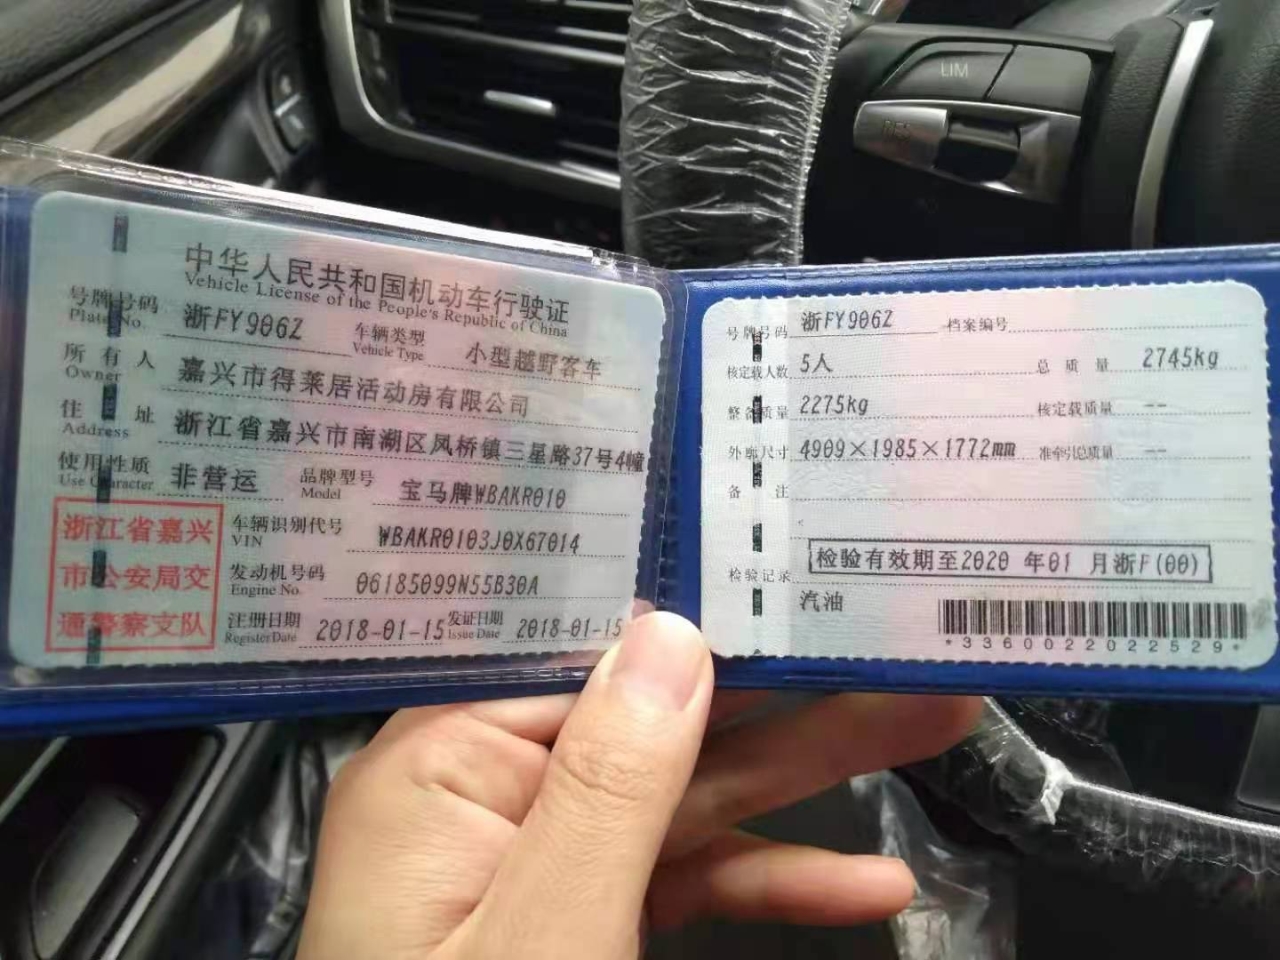 LIM
RES
中华人民共和国机动车行驶证
Vehicle License of the People's Republic of China
号牌号码 浙FY906Z 车辆类型 小型越野客车
Plate No. Vehicle Type
所有人 嘉兴市得莱居活动房有限公司
Owner
住址 浙江省嘉兴市南湖区凤桥镇三星路37号4幢
Address
使用性质 非营运 品牌型号 宝马牌WBAKR010
Use Character Model
浙江省嘉兴
市公安局交
通警察支队
车辆识别代号 WBAKR0103J0X67014
VIN
发动机号码 06185099N55B30A
Engine No.
注册日期 2018-01-15 发证日期 2018-01-15
Register Date Issue Date
号牌号码 浙FY906Z 档案编号
核定载人数 5人 总质量 2745kg
整备质量 2275kg 核定载质量 --
外廓尺寸 4909×1985×1772mm 准牵引总质量 --
备注
检验有效期至2020 年01 月浙F(00)
检验记录
汽油
*3360022022529*